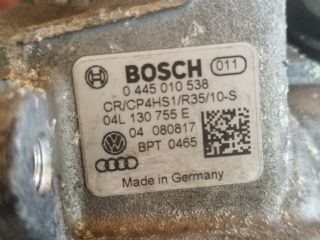 BOSCH 011
0 445 010 538
CR/CP4HS1/R35/10-S
04L 130 755 E
04 080817
BPT 0465
Made in Germany